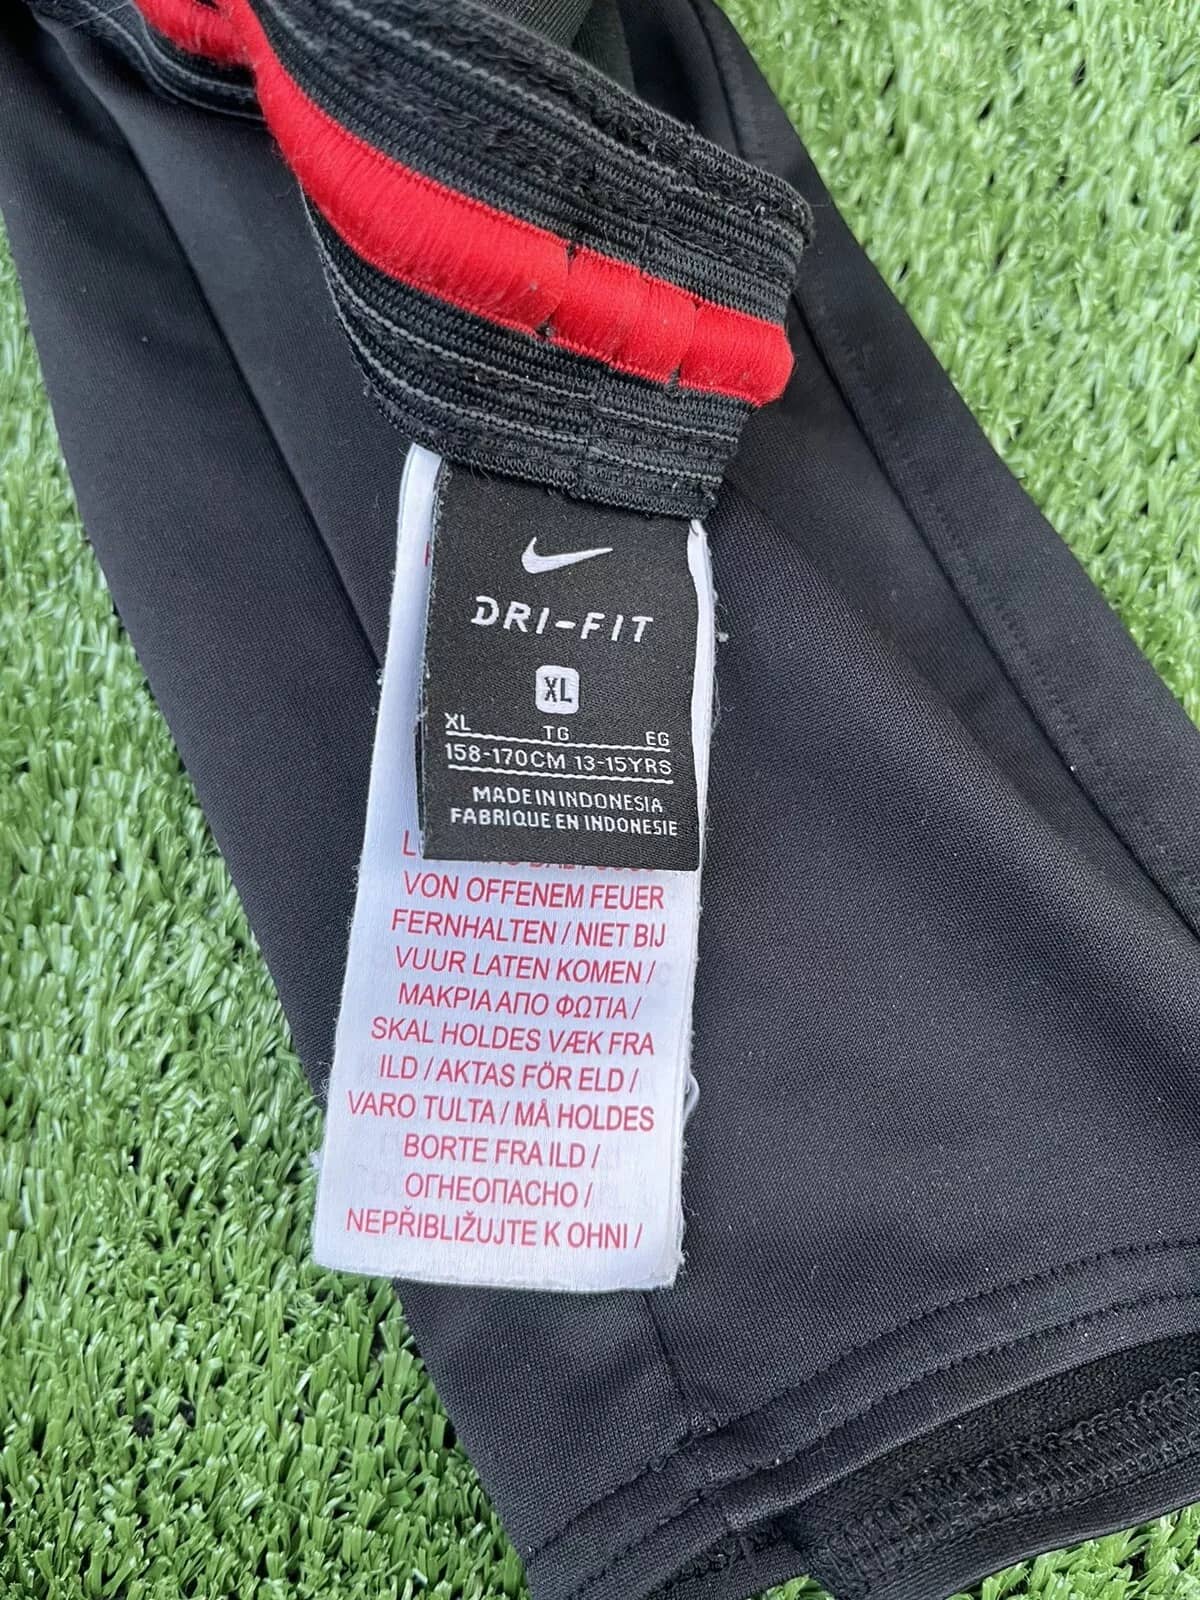 DRI-FIT
XL
XL TG EG
158-170CM 13-15YRS
MADE IN INDONESIA
FABRIQUE EN INDONESIE
VON OFFENEM FEUER
FERNHALTEN / NIET BIJ
VUUR LATEN KOMEN /
ΜΑΚΡΙΑ ΑΠΟ ΦΩΤΙΑ /
SKAL HOLDES VÆK FRA
ILD / AKTAS FÖR ELD /
VARO TULTA / MÅ HOLDES
BORTE FRA ILD /
ОГНЕОПАСНО /
NEPŘIBLIŽUJTE K OHNI /